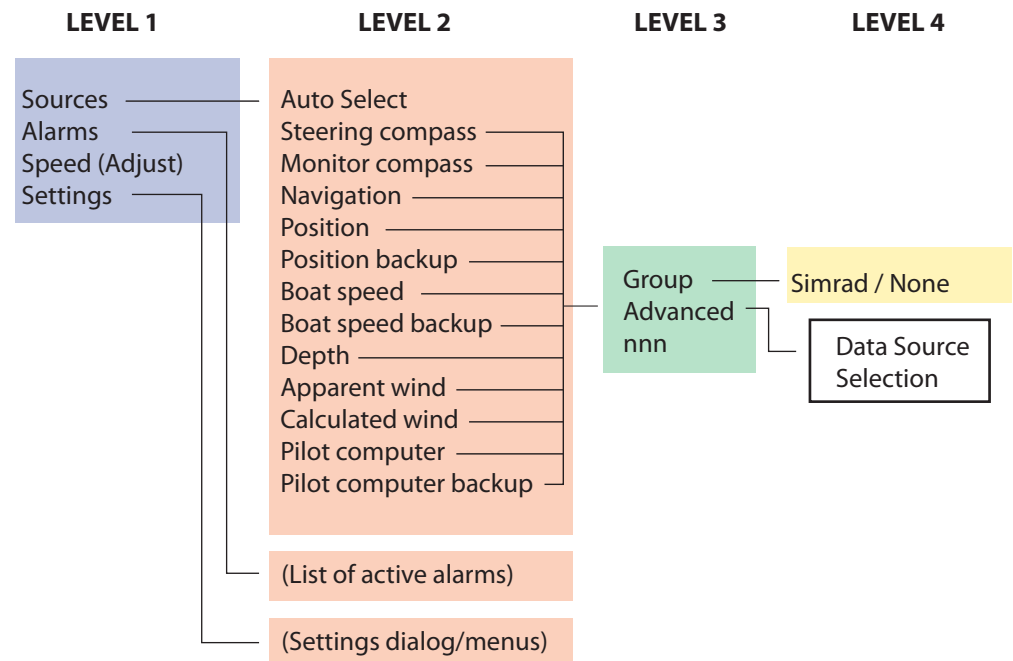 LEVEL 1
LEVEL 2
LEVEL 3
LEVEL 4
Sources
Alarms
Speed (Adjust)
Settings
Auto Select
Steering compass
Monitor compass
Navigation
Position
Position backup
Boat speed
Boat speed backup
Depth
Apparent wind
Calculated wind
Pilot computer
Pilot computer backup
(List of active alarms)
(Settings dialog/menus)
Group
Advanced
nnn
Simrad / None
Data Source
Selection